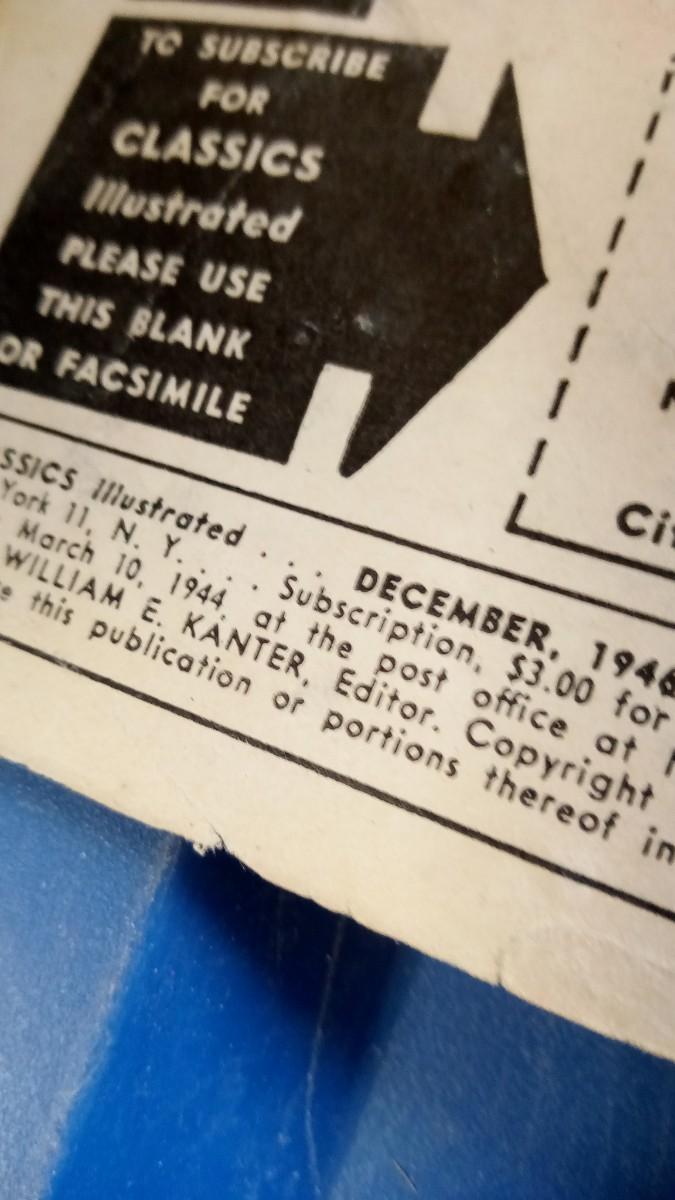 TO SUBSCRIBE
FOR
CLASSICS
Illustrated
PLEASE USE
THIS BLANK
OR FACSIMILE
Cit
SSICS Illustrated . . . DECEMBER, 1946
York 11, N. Y. . . . Subscription, $3.00 for
March 10, 1944, at the post office at
WILLIAM E. KANTER, Editor. Copyright
e this publication or portions thereof in